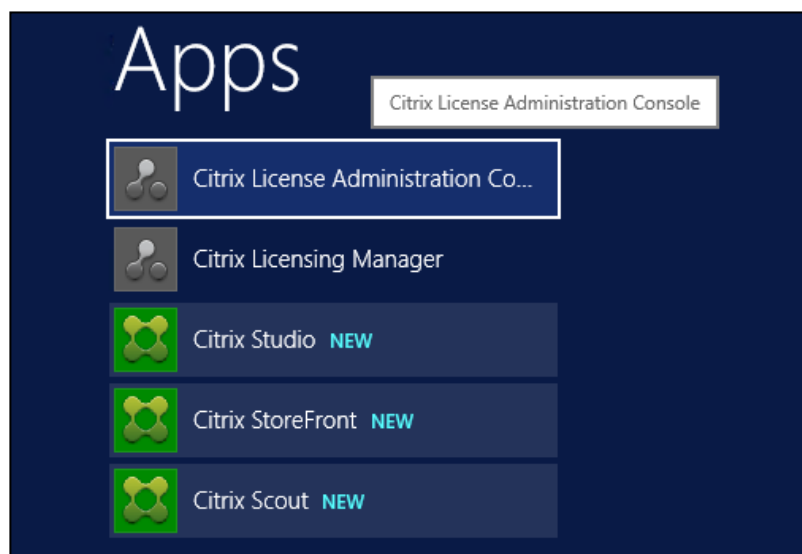 Apps
Citrix License Administration Console
Citrix License Administration Co...
Citrix Licensing Manager
Citrix Studio NEW
Citrix StoreFront NEW
Citrix Scout NEW